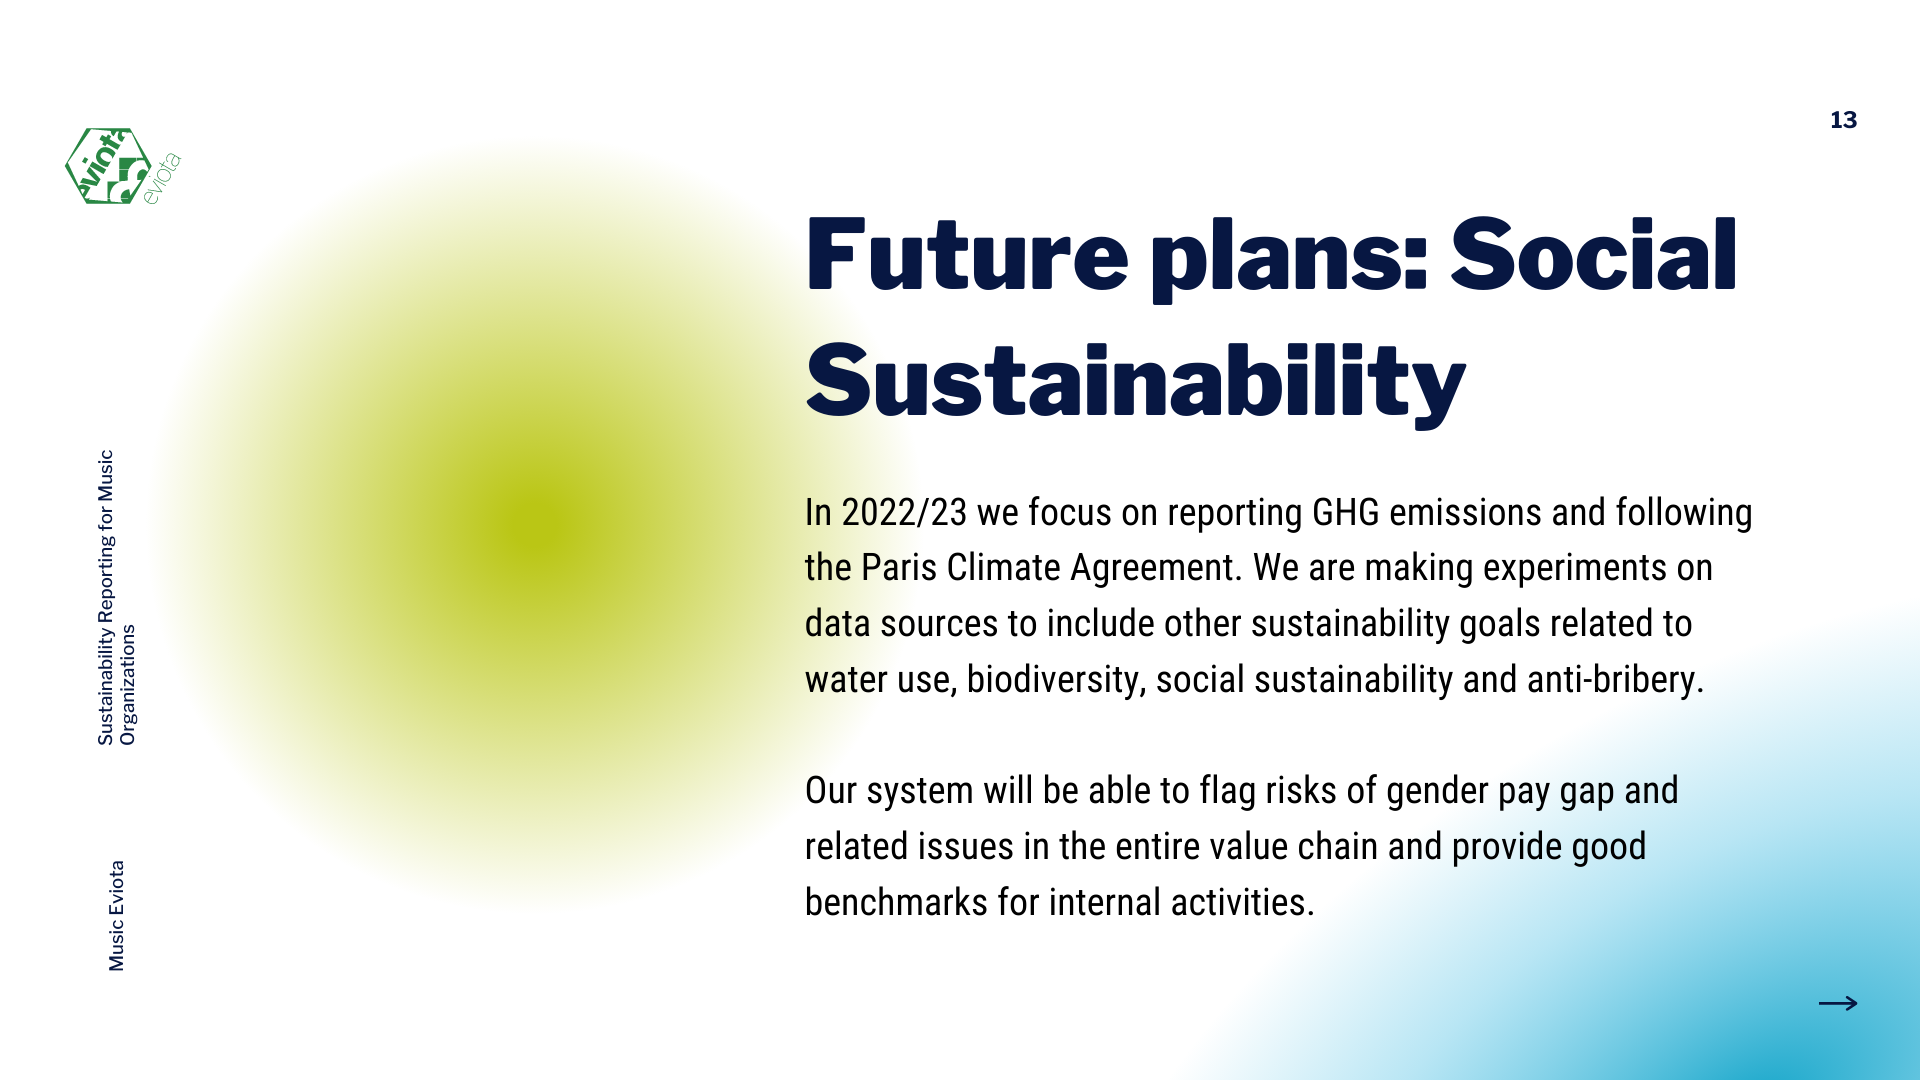 eviota
eviota
13
Future plans: Social
Sustainability
In 2022/23 we focus on reporting GHG emissions and following
the Paris Climate Agreement. We are making experiments on
data sources to include other sustainability goals related to
water use, biodiversity, social sustainability and anti-bribery.
Our system will be able to flag risks of gender pay gap and
related issues in the entire value chain and provide good
benchmarks for internal activities.
Sustainability Reporting for Music
Organizations
Music Eviota